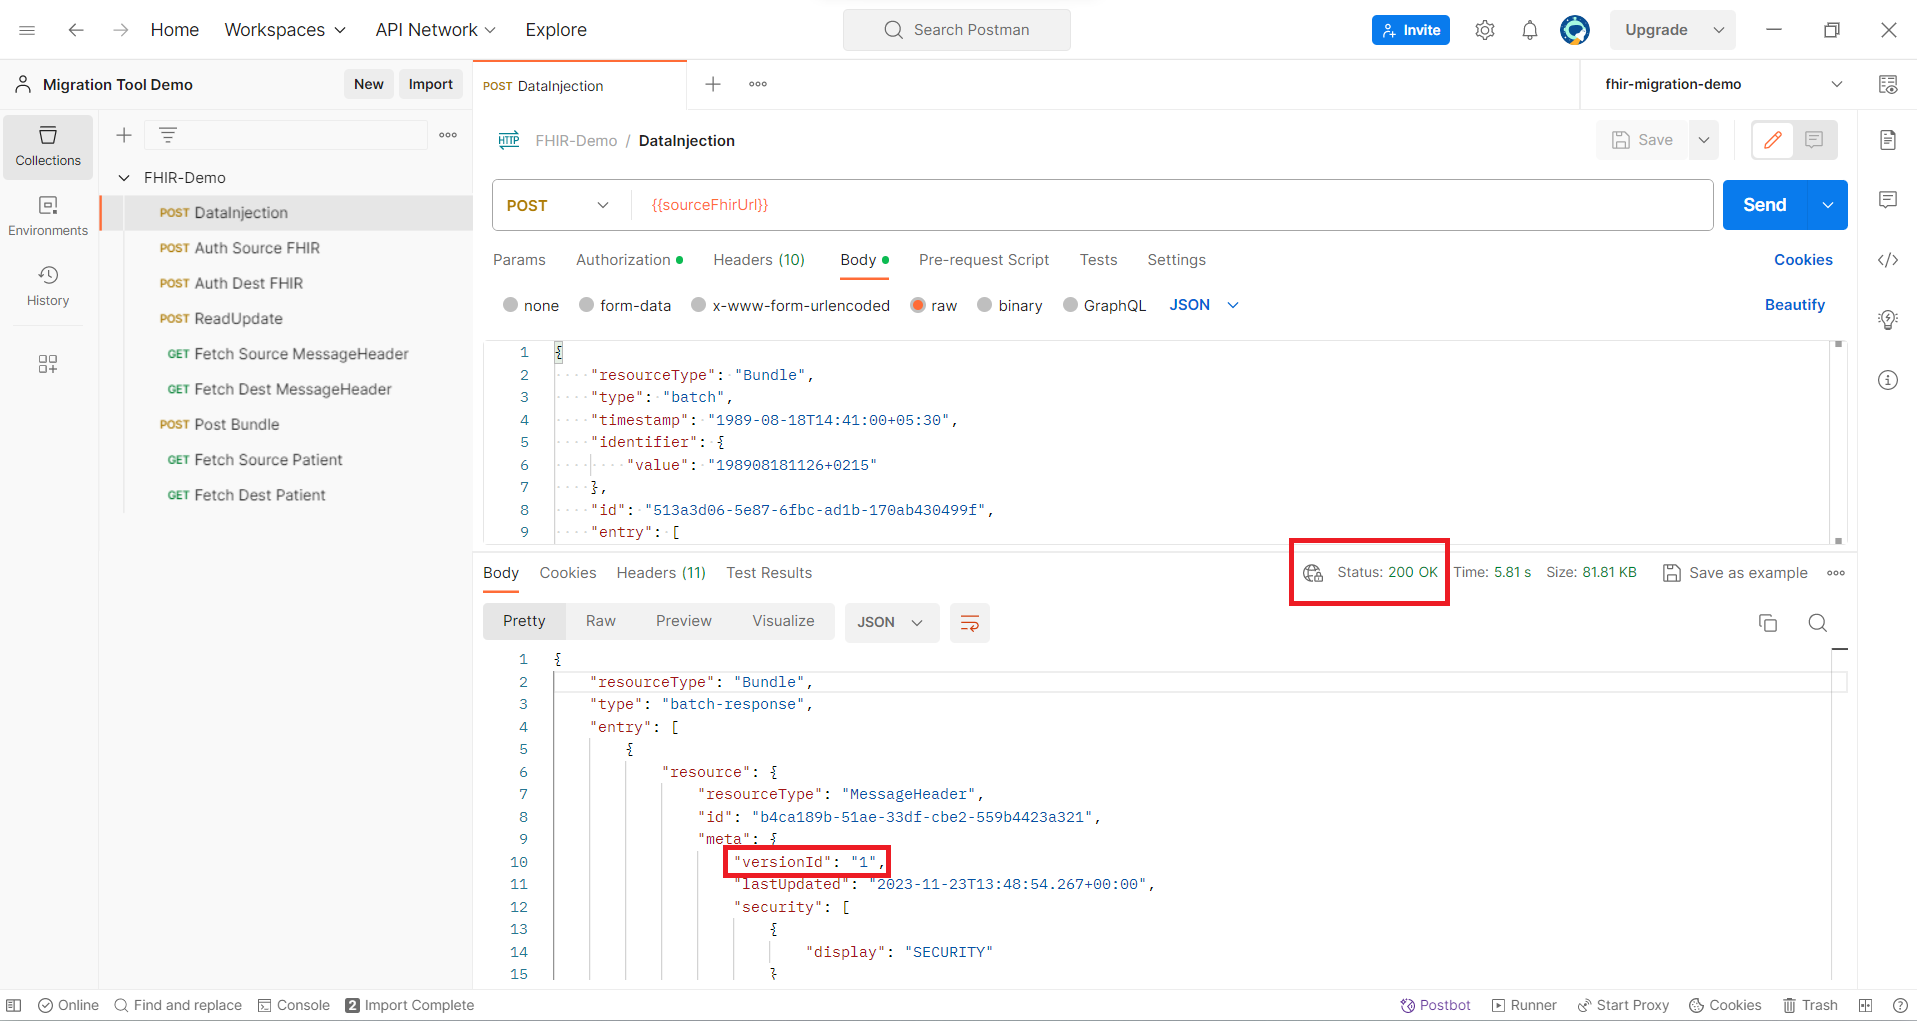 Home Workspaces API Network Explore Search Postman Invite Upgrade
Migration Tool Demo New Import POST DataInjection fhir-migration-demo
Collections
Environments
History
FHIR-Demo
POST DataInjection
POST Auth Source FHIR
POST Auth Dest FHIR
POST ReadUpdate
GET Fetch Source MessageHeader
GET Fetch Dest MessageHeader
POST Post Bundle
GET Fetch Source Patient
GET Fetch Dest Patient
HTTP FHIR-Demo / DataInjection Save
POST {{sourceFhirUrl}} Send
Params Authorization Headers (10) Body Pre-request Script Tests Settings Cookies
none form-data x-www-form-urlencoded raw binary GraphQL JSON Beautify
1 {
2 "resourceType": "Bundle",
3 "type": "batch",
4 "timestamp": "1989-08-18T14:41:00+05:30",
5 "identifier": {
6 "value": "198908181126+0215"
7 },
8 "id": "513a3d06-5e87-6fbc-ad1b-170ab430499f",
9 "entry": [
Body Cookies Headers (11) Test Results Status: 200 OK Time: 5.81 s Size: 81.81 KB Save as example
Pretty Raw Preview Visualize JSON
1 {
2 "resourceType": "Bundle",
3 "type": "batch-response",
4 "entry": [
5 {
6 "resource": {
7 "resourceType": "MessageHeader",
8 "id": "b4ca189b-51ae-33df-cbe2-559b4423a321",
9 "meta": {
10 "versionId": "1",
11 "lastUpdated": "2023-11-23T13:48:54.267+00:00",
12 "security": [
13 {
14 "display": "SECURITY"
15 }
Online Find and replace Console 2 Import Complete Postbot Runner Start Proxy Cookies Trash